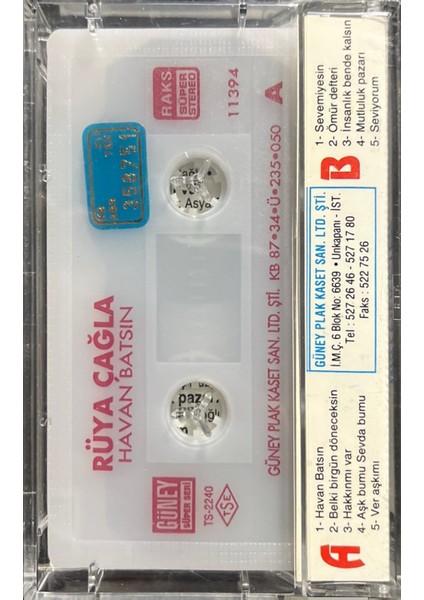 RÜYA ÇAĞLA
HAVAN BATSIN
GÜNEY
SÜPER SERİ
TS-2240
TSE
358751
RAKS
SÜPER
STEREO
11394
A
GÜNEY PLAK KASET SAN. LTD. ŞTİ. KB 87•34•Ü•235•050
Asya
paz
A
1- Havan Batsın
2- Belki birgün döneceksin
3- Hakkınmı var
4- Aşk bumu Sevda bumu
5- Ver aşkımı
GÜNEY PLAK KASET SAN. LTD. ŞTİ.
İ.M.Ç. 6 Blok No: 6639 • Unkapanı - İST.
Tel : 527 26 46 - 527 17 80
Faks : 522 75 26
B
1- Sevemiyesin
2- Ömür defteri
3- İnsanlık bende kalsın
4- Mutluluk pazarı
5- Seviyorum